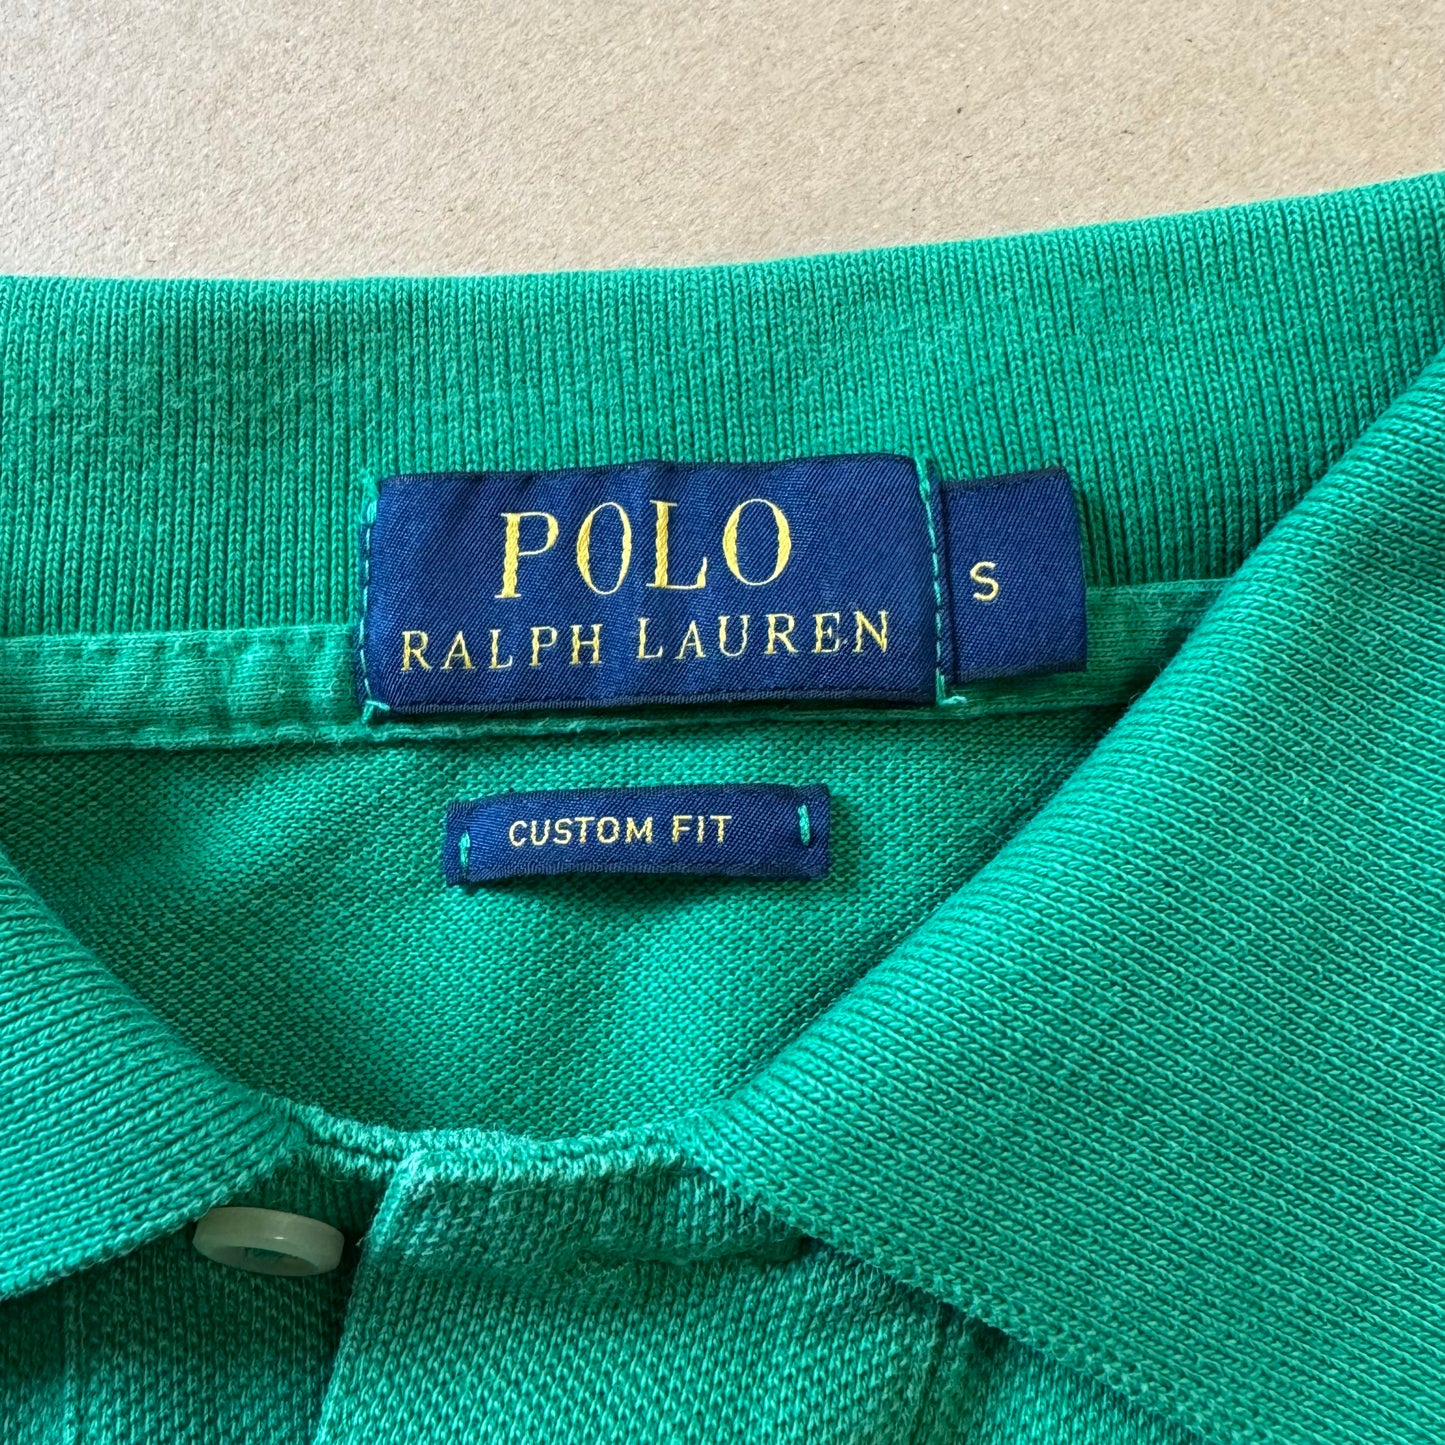 POLO
RALPH LAUREN
S
CUSTOM FIT